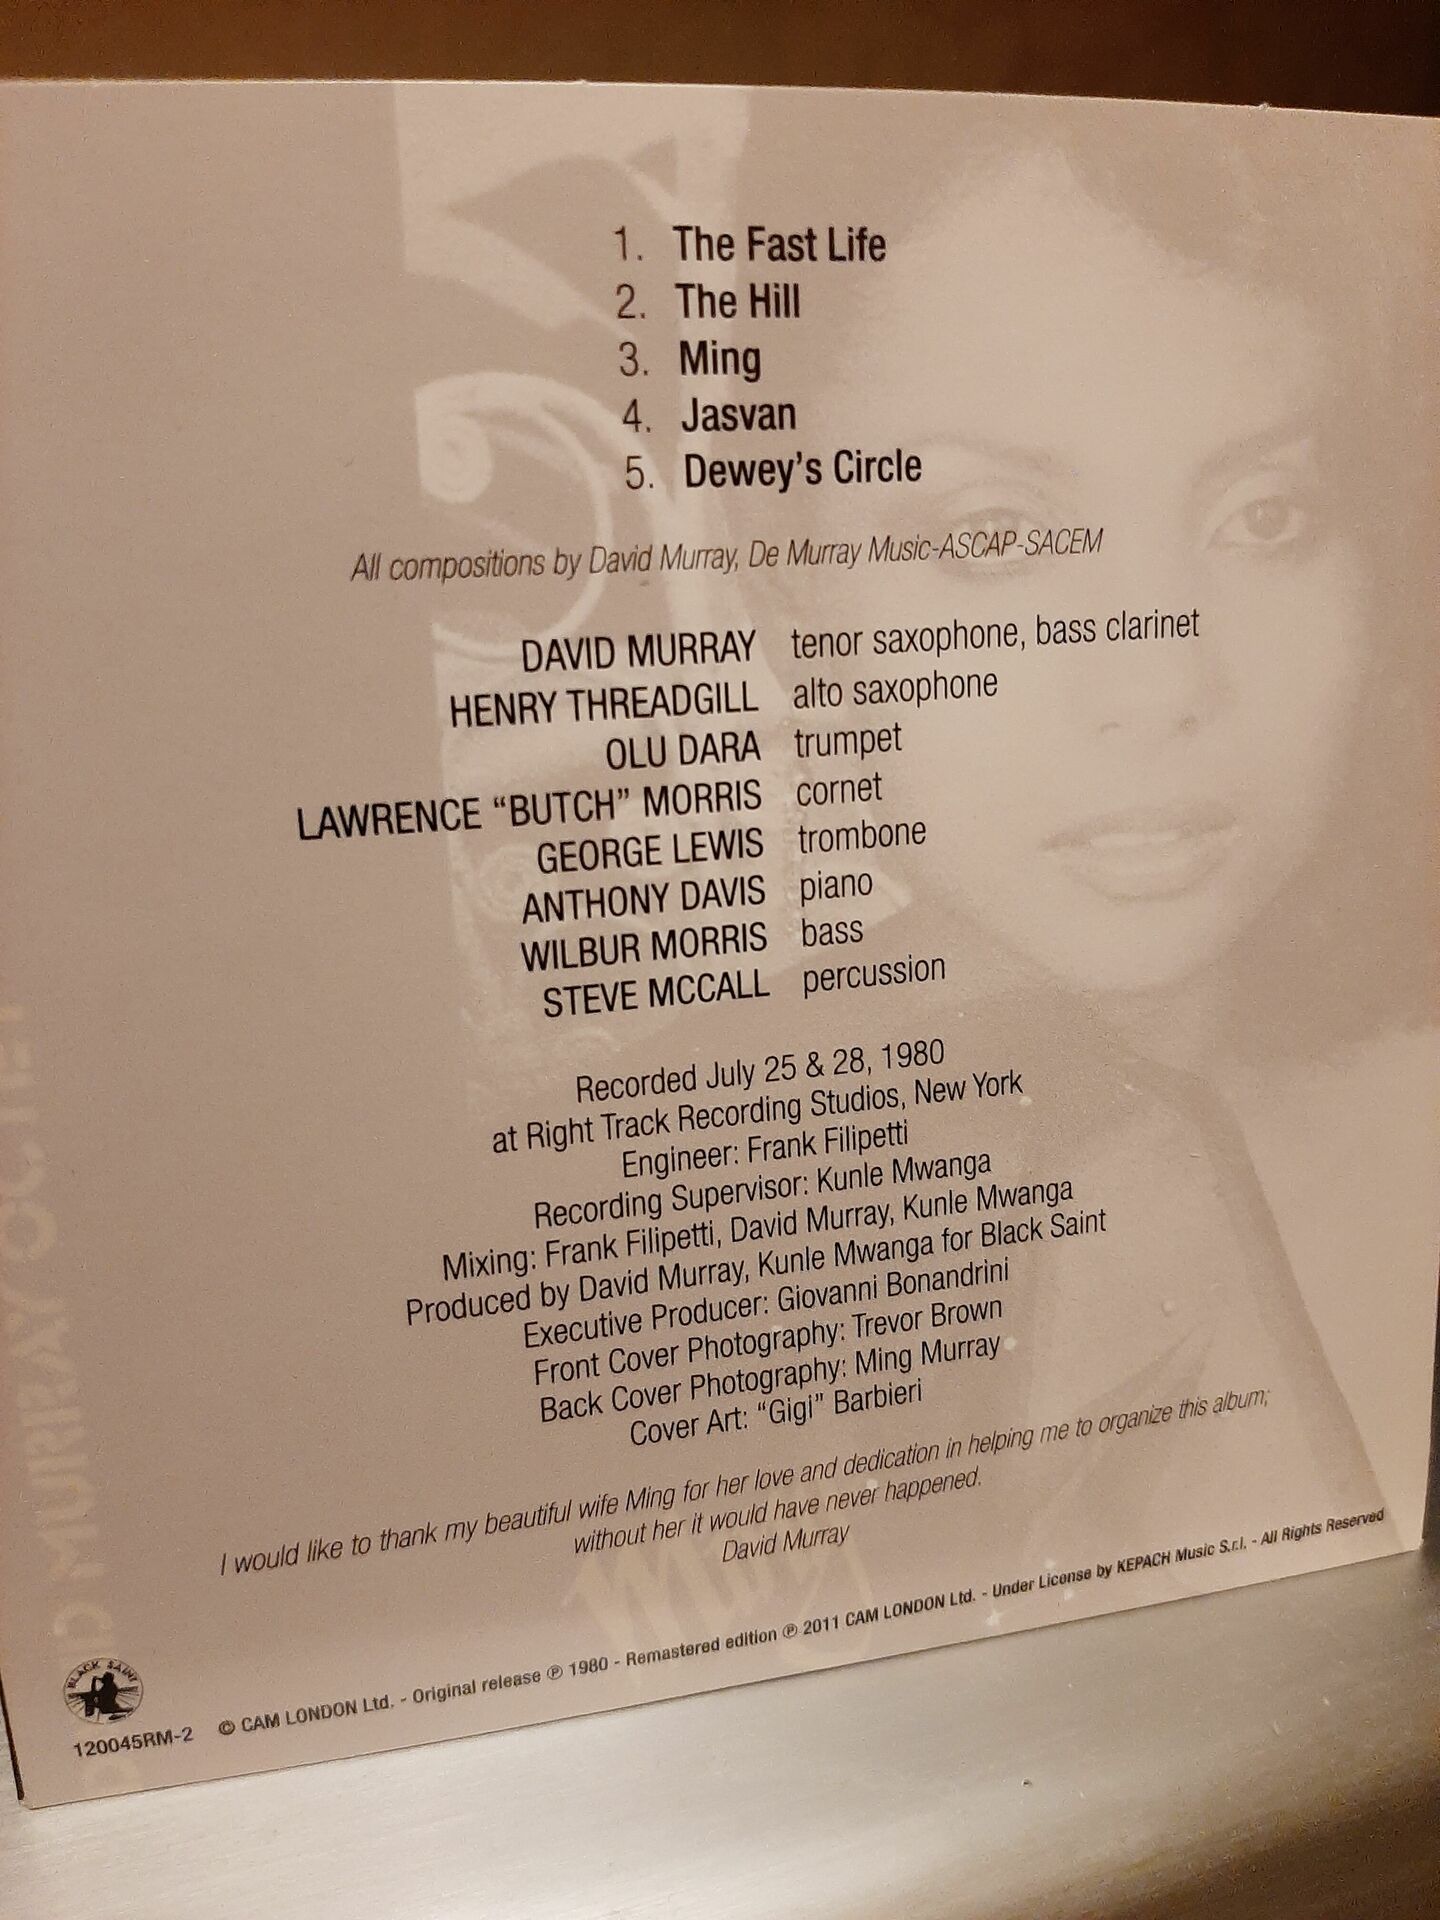 1. The Fast Life
2. The Hill
3. Ming
4. Jasvan
5. Dewey's Circle
All compositions by David Murray, De Murray Music-ASCAP-SACEM
DAVID MURRAY tenor saxophone, bass clarinet
HENRY THREADGILL alto saxophone
OLU DARA trumpet
LAWRENCE “BUTCH” MORRIS cornet
GEORGE LEWIS trombone
ANTHONY DAVIS piano
WILBUR MORRIS bass
STEVE MCCALL percussion
Recorded July 25 & 28, 1980
at Right Track Recording Studios, New York
Engineer: Frank Filipetti
Recording Supervisor: Kunle Mwanga
Mixing: Frank Filipetti, David Murray, Kunle Mwanga
Produced by David Murray, Kunle Mwanga for Black Saint
Executive Producer: Giovanni Bonandrini
Front Cover Photography: Trevor Brown
Back Cover Photography: Ming Murray
Cover Art: “Gigi” Barbieri
I would like to thank my beautiful wife Ming for her love and dedication in helping me to organize this album;
without her it would have never happened.
David Murray
BLACK SAINT
120045RM-2
© CAM LONDON Ltd. - Original release ℗ 1980 - Remastered edition ℗ 2011 CAM LONDON Ltd. - Under License by KEPACH Music S.r.l. - All Rights Reserved